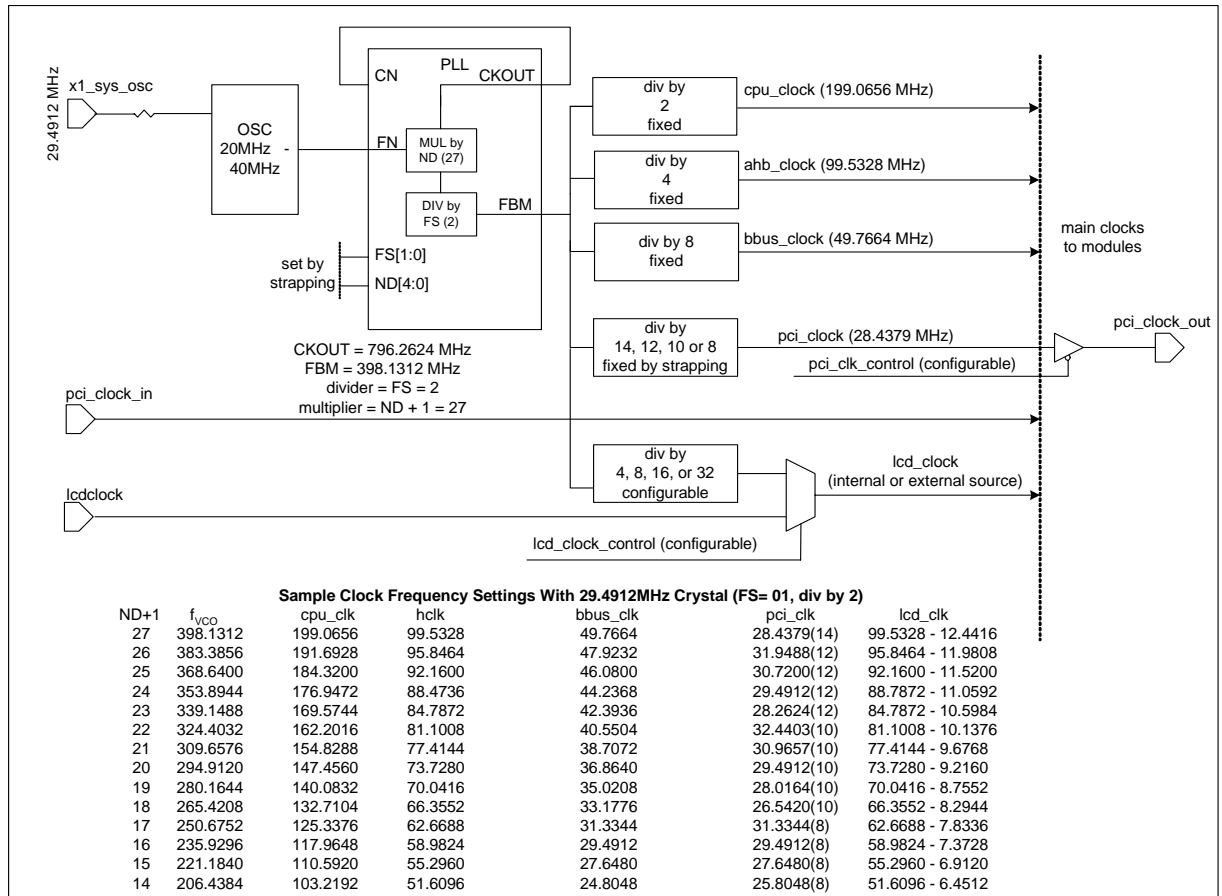 29.4912 MHz
x1_sys_osc
OSC
20MHz -
40MHz
PLL
CN
CKOUT
FN
MUL by
ND (27)
DIV by
FS (2)
FBM
FS[1:0]
ND[4:0]
set by
strapping
CKOUT = 796.2624 MHz
FBM = 398.1312 MHz
divider = FS = 2
multiplier = ND + 1 = 27
div by
2
fixed
cpu_clock (199.0656 MHz)
div by
4
fixed
ahb_clock (99.5328 MHz)
div by 8
fixed
bbus_clock (49.7664 MHz)
main clocks
to modules
div by
14, 12, 10 or 8
fixed by strapping
pci_clock (28.4379 MHz)
pci_clk_control (configurable)
pci_clock_out
pci_clock_in
div by
4, 8, 16, or 32
configurable
lcd_clock
(internal or external source)
lcdclock
lcd_clock_control (configurable)
Sample Clock Frequency Settings With 29.4912MHz Crystal (FS= 01, div by 2)
ND+1 fVCO cpu_clk hclk bbus_clk pci_clk lcd_clk
27 398.1312 199.0656 99.5328 49.7664 28.4379(14) 99.5328 - 12.4416
26 383.3856 191.6928 95.8464 47.9232 31.9488(12) 95.8464 - 11.9808
25 368.6400 184.3200 92.1600 46.0800 30.7200(12) 92.1600 - 11.5200
24 353.8944 176.9472 88.4736 44.2368 29.4912(12) 88.7872 - 11.0592
23 339.1488 169.5744 84.7872 42.3936 28.2624(12) 84.7872 - 10.5984
22 324.4032 162.2016 81.1008 40.5504 32.4403(10) 81.1008 - 10.1376
21 309.6576 154.8288 77.4144 38.7072 30.9657(10) 77.4144 - 9.6768
20 294.9120 147.4560 73.7280 36.8640 29.4912(10) 73.7280 - 9.2160
19 280.1644 140.0832 70.0416 35.0208 28.0164(10) 70.0416 - 8.7552
18 265.4208 132.7104 66.3552 33.1776 26.5420(10) 66.3552 - 8.2944
17 250.6752 125.3376 62.6688 31.3344 31.3344(8) 62.6688 - 7.8336
16 235.9296 117.9648 58.9824 29.4912 29.4912(8) 58.9824 - 7.3728
15 221.1840 110.5920 55.2960 27.6480 27.6480(8) 55.2960 - 6.9120
14 206.4384 103.2192 51.6096 24.8048 25.8048(8) 51.6096 - 6.4512